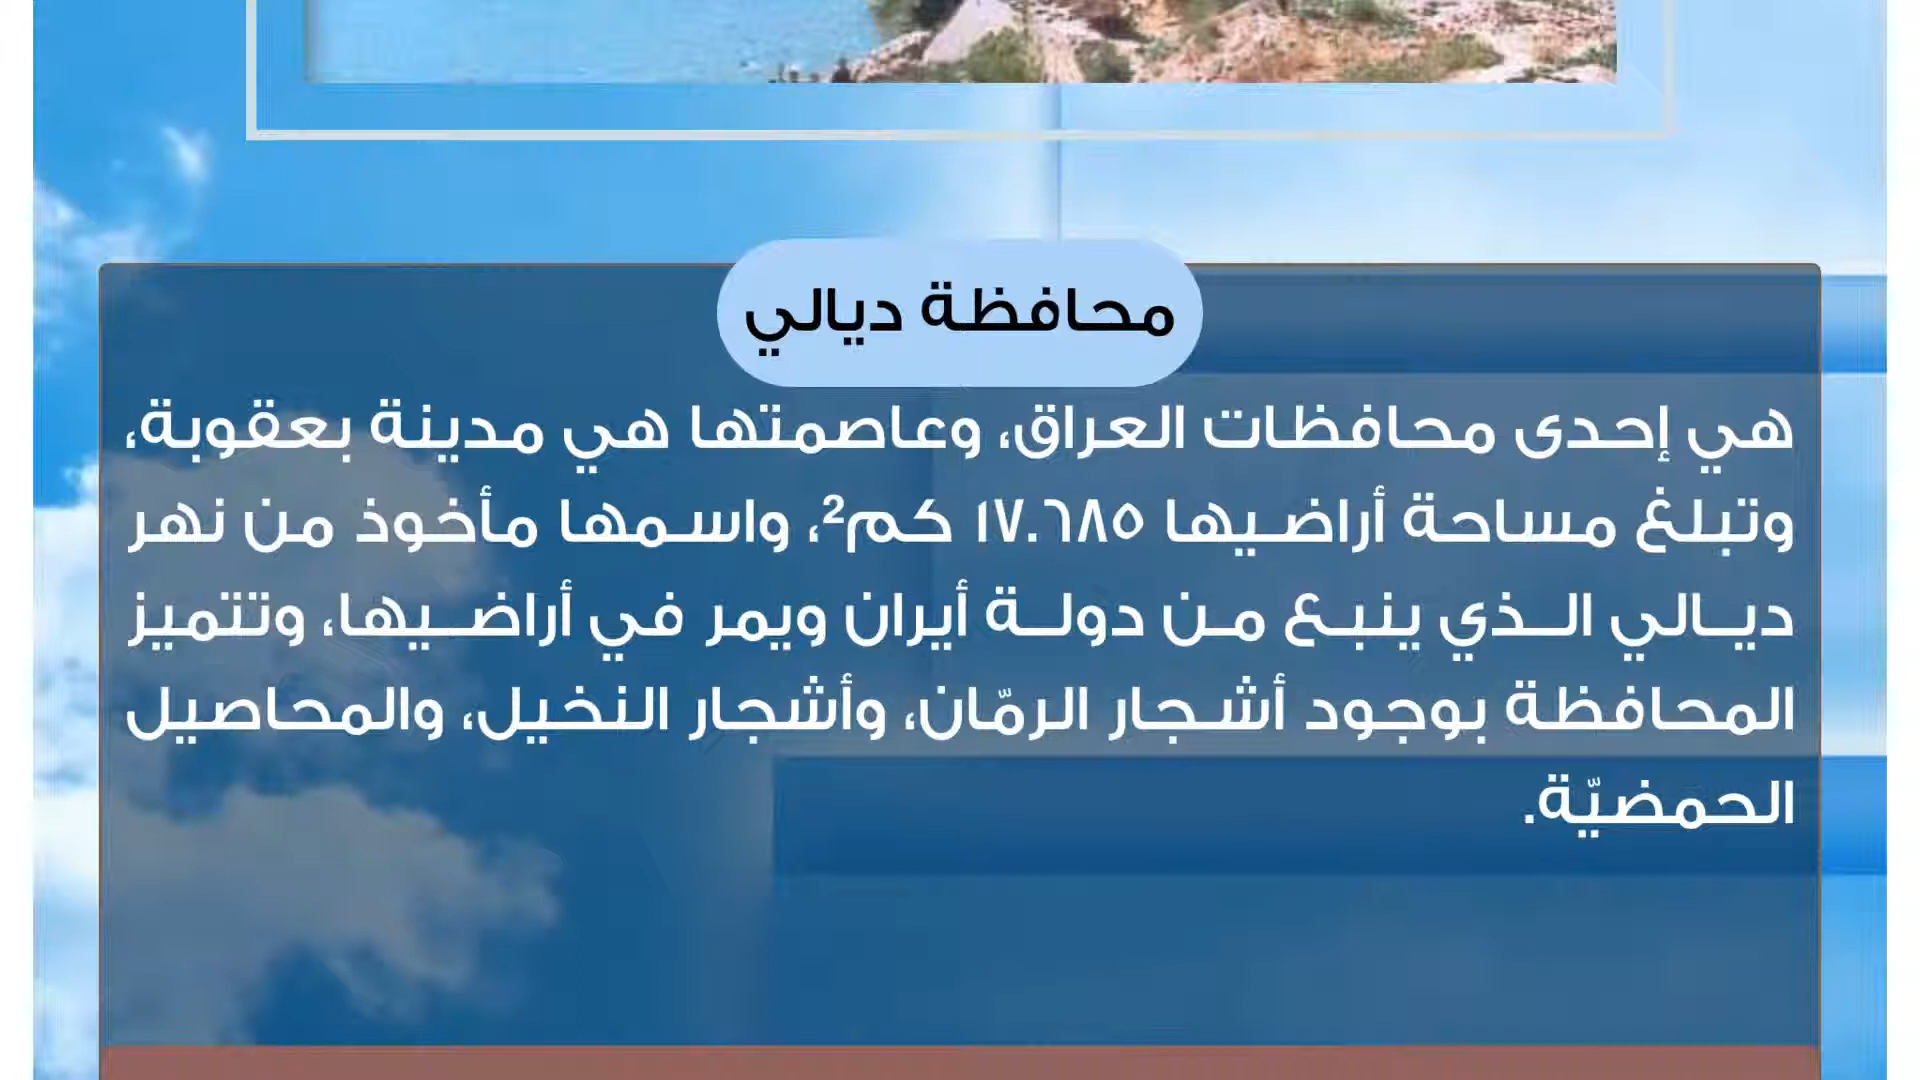 محافظة ديالي
هي إحدى محافظات العراق، وعاصمتها هي مدينة بعقوبة،
وتبلغ مساحة أراضيها ١٧.٦٨٥ كم²، واسمها مأخوذ من نهر
ديالي الذي ينبع من دولة أيران ويمر في أراضيها، وتتميز
المحافظة بوجود أشجار الرمّان، وأشجار النخيل، والمحاصيل
الحمضيّة.